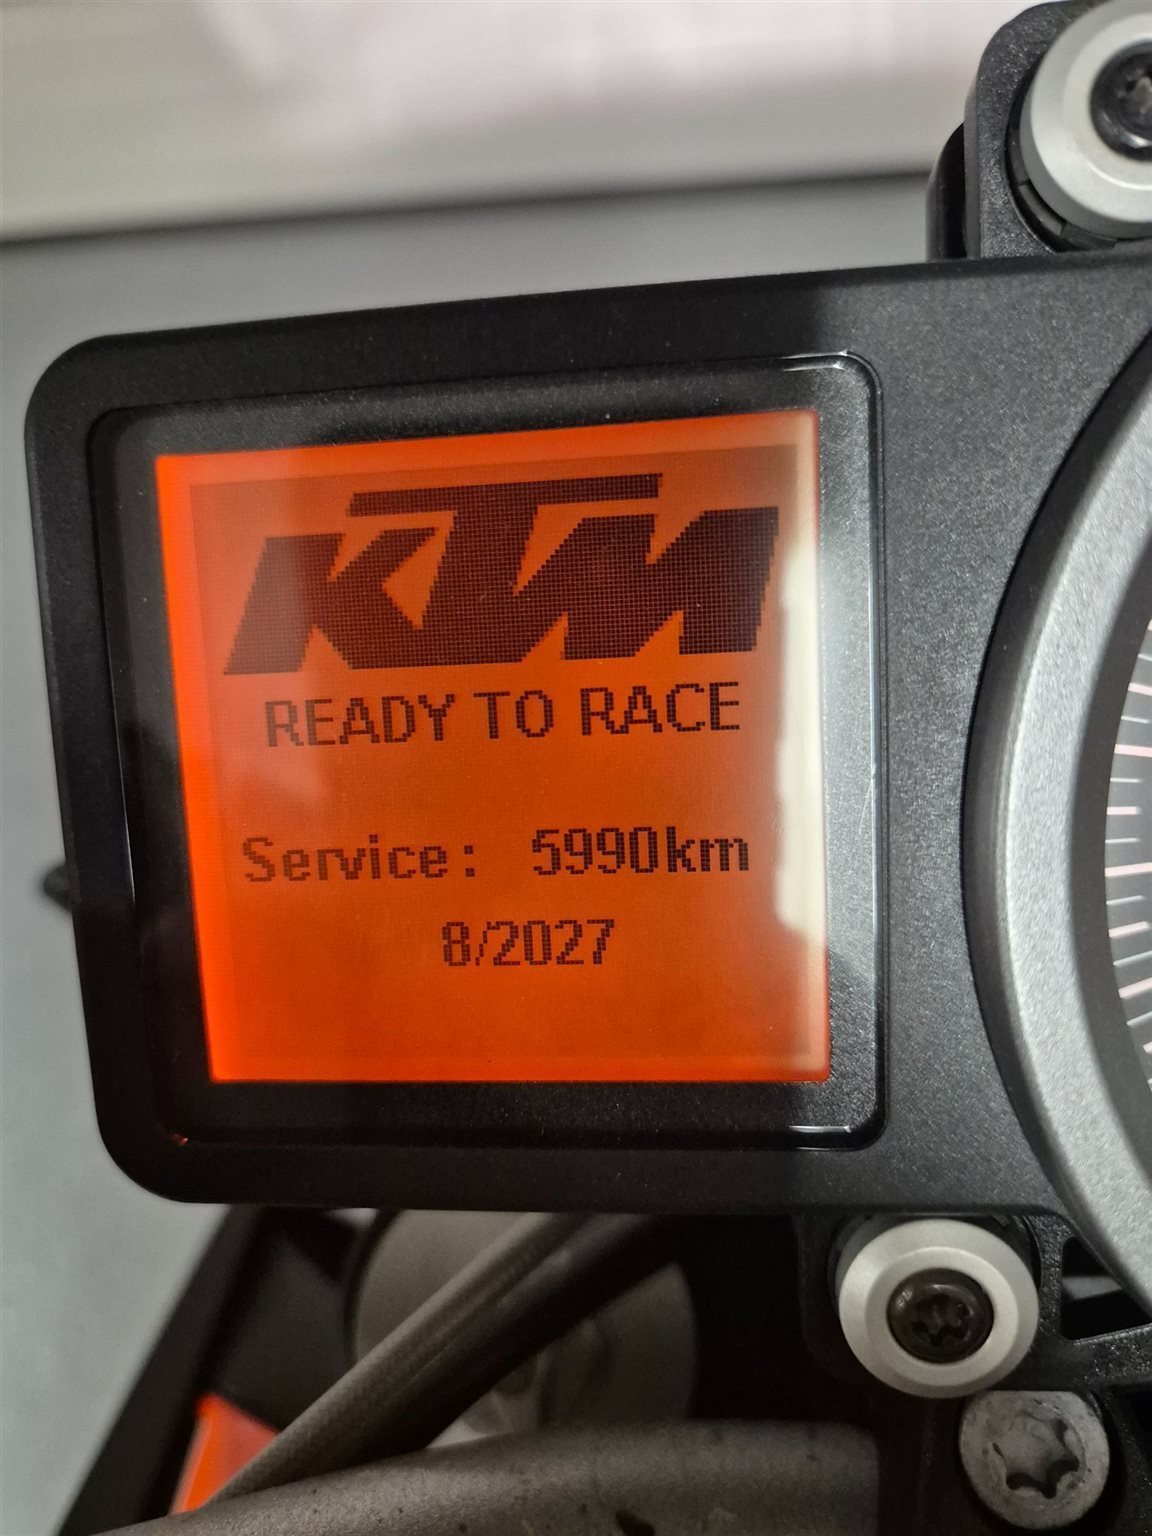 KTM
READY TO RACE
Service: 5990km
8/2027